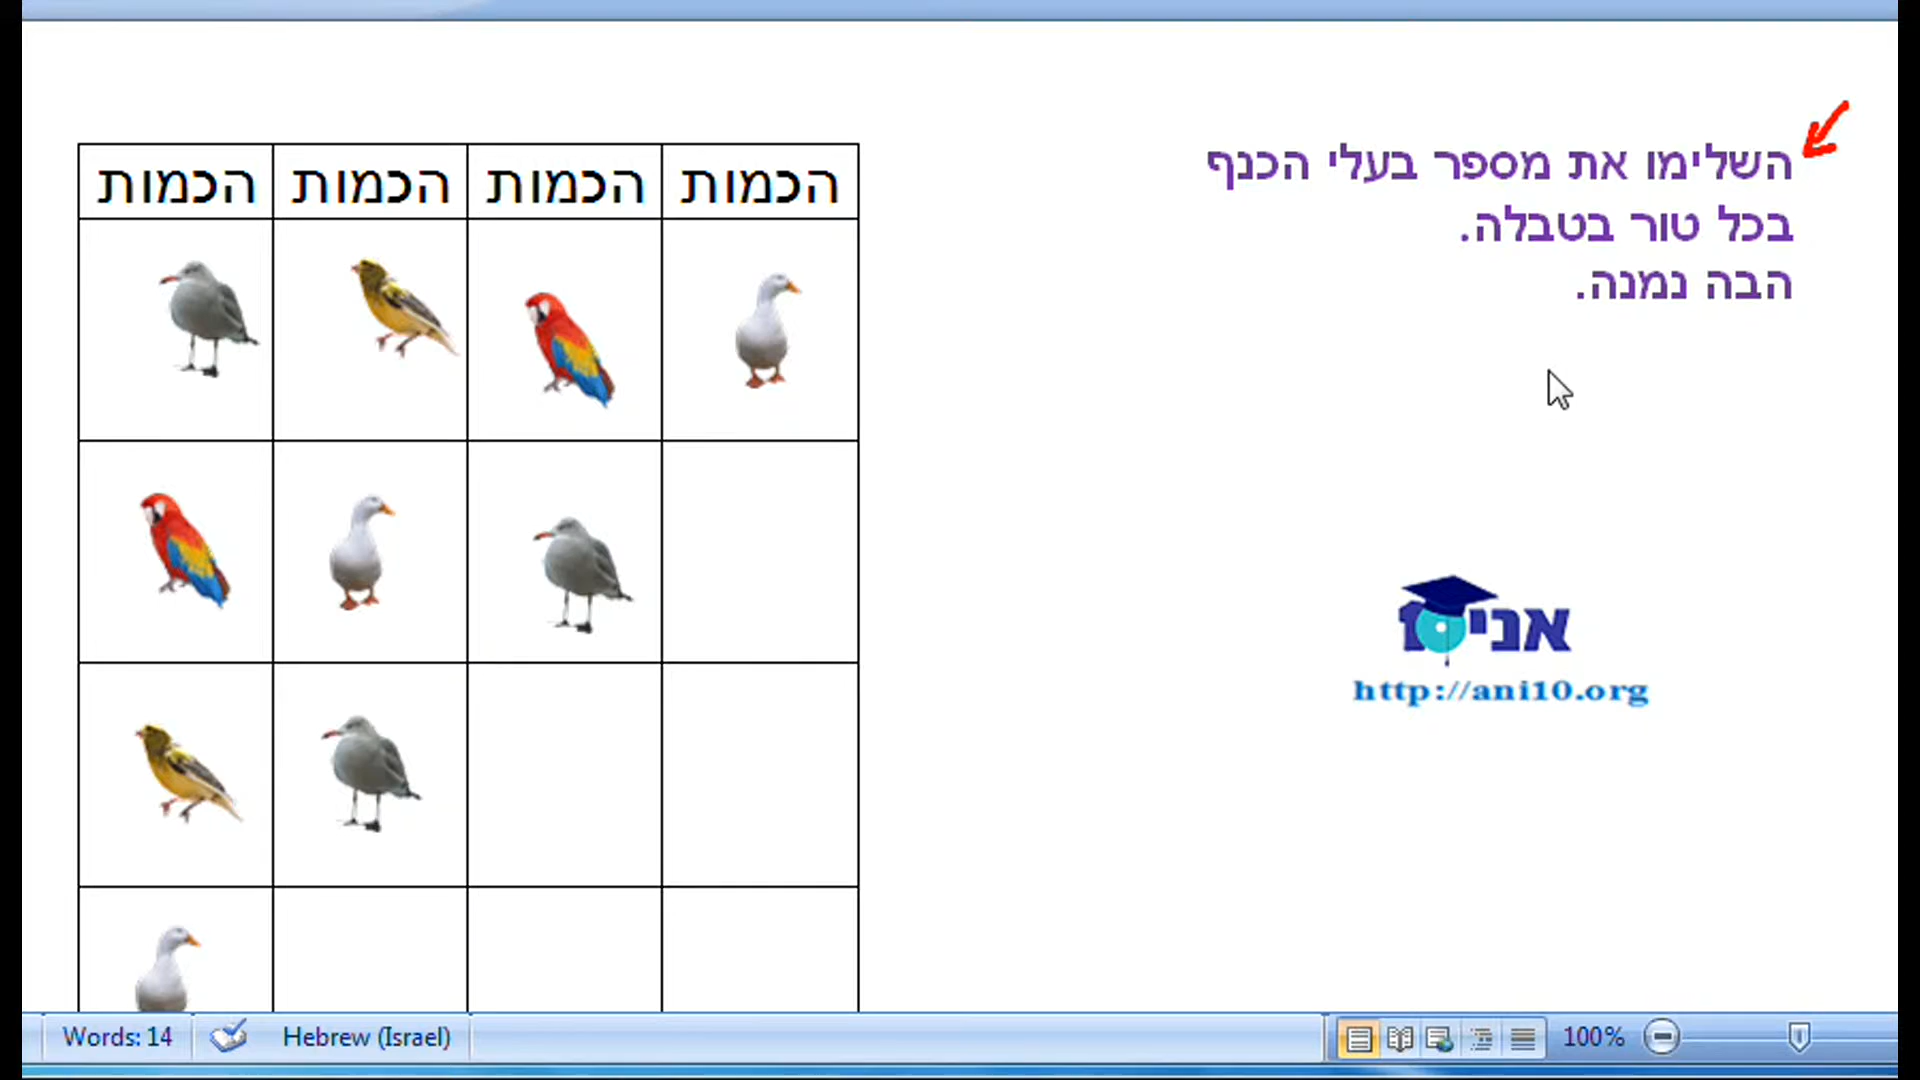 השלימו את מספר בעלי הכנף
בכל טור בטבלה.
הבה נמנה.
הכמות הכמות הכמות הכמות
אני10
http://ani10.org
Words: 14 Hebrew (Israel) 100%